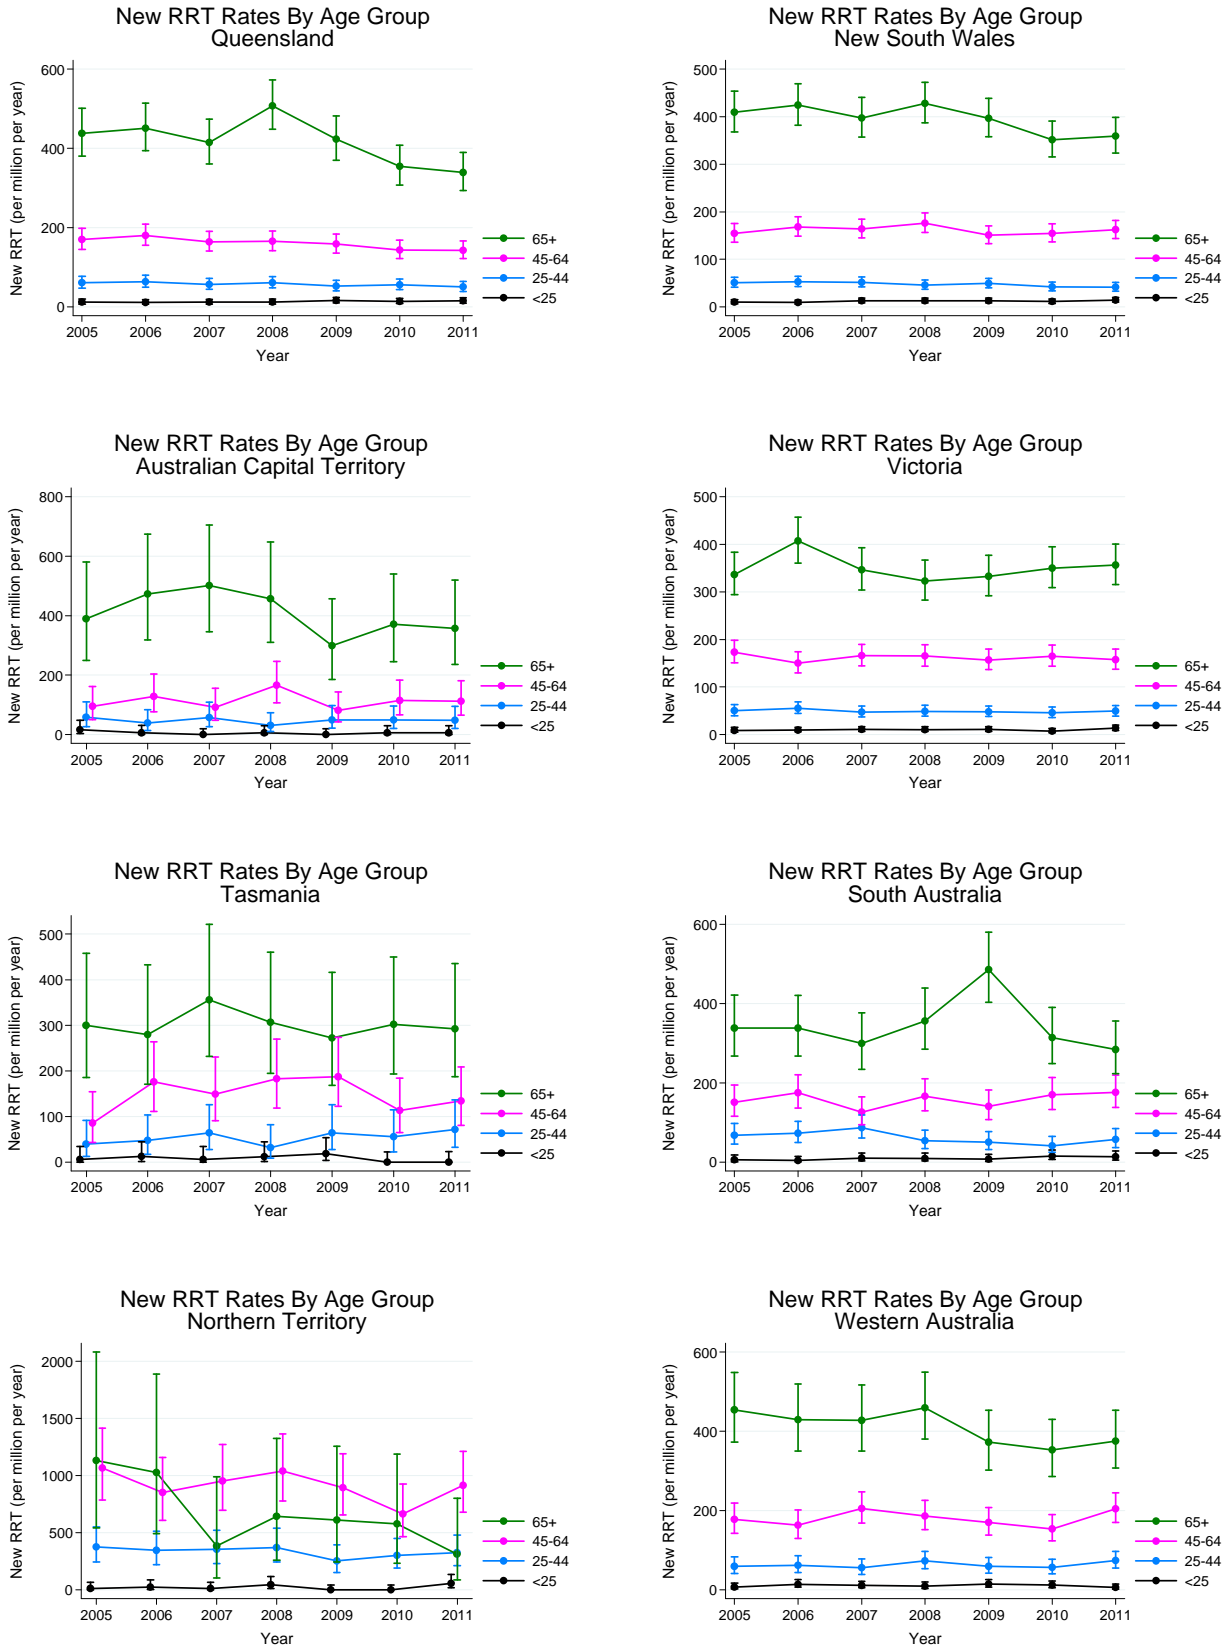 New RRT Rates By Age Group
Queensland
New RRT (per million per year)
600
400
200
0
2005 2006 2007 2008 2009 2010 2011
Year
65+
45-64
25-44
<25
New RRT Rates By Age Group
New South Wales
New RRT (per million per year)
500
400
300
200
100
0
2005 2006 2007 2008 2009 2010 2011
Year
65+
45-64
25-44
<25
New RRT Rates By Age Group
Australian Capital Territory
New RRT (per million per year)
800
600
400
200
0
2005 2006 2007 2008 2009 2010 2011
Year
65+
45-64
25-44
<25
New RRT Rates By Age Group
Victoria
New RRT (per million per year)
500
400
300
200
100
0
2005 2006 2007 2008 2009 2010 2011
Year
65+
45-64
25-44
<25
New RRT Rates By Age Group
Tasmania
New RRT (per million per year)
500
400
300
200
100
0
2005 2006 2007 2008 2009 2010 2011
Year
65+
45-64
25-44
<25
New RRT Rates By Age Group
South Australia
New RRT (per million per year)
600
400
200
0
2005 2006 2007 2008 2009 2010 2011
Year
65+
45-64
25-44
<25
New RRT Rates By Age Group
Northern Territory
New RRT (per million per year)
2000
1500
1000
500
0
2005 2006 2007 2008 2009 2010 2011
Year
65+
45-64
25-44
<25
New RRT Rates By Age Group
Western Australia
New RRT (per million per year)
600
400
200
0
2005 2006 2007 2008 2009 2010 2011
Year
65+
45-64
25-44
<25